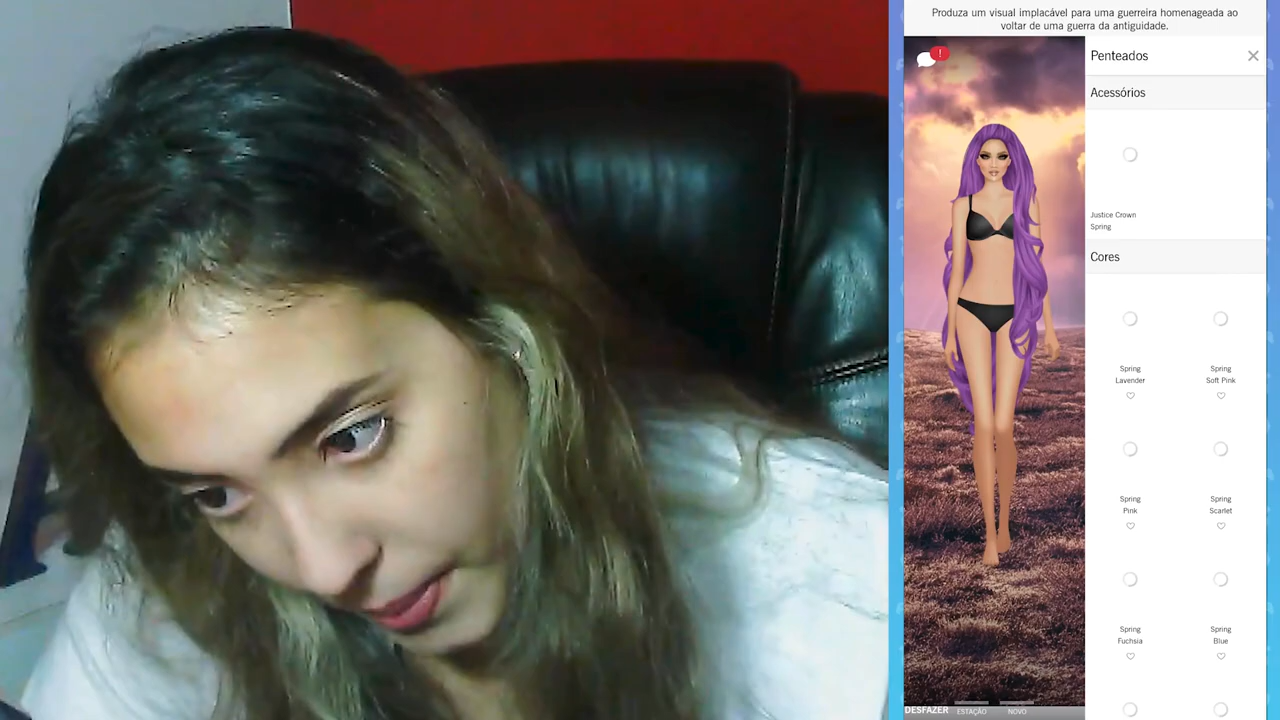 Produza um visual implacável para uma guerreira homenageada ao
voltar de uma guerra da antiguidade.
!
Penteados
Acessórios
Justice Crown
Spring
Cores
Spring
Lavender
Spring
Soft Pink
Spring
Pink
Spring
Scarlet
Spring
Fuchsia
Spring
Blue
DESFAZER
ESTAÇÃO
NOVO